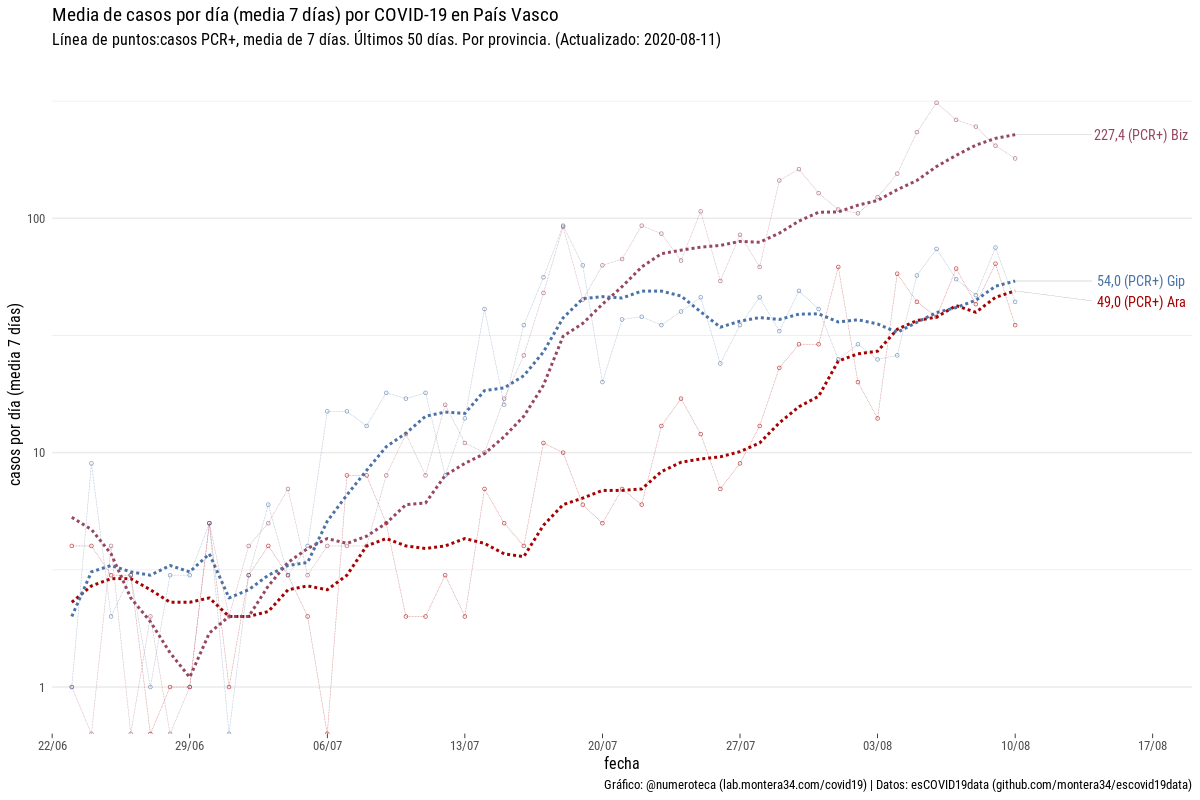 Media de casos por día (media 7 días) por COVID-19 en País Vasco
Línea de puntos:casos PCR+, media de 7 días. Últimos 50 días. Por provincia. (Actualizado: 2020-08-11)
227,4 (PCR+) Biz
100
54,0 (PCR+) Gip
49,0 (PCR+) Ara
casos por día (media 7 días)
10
1
22/06 29/06 06/07 13/07 20/07 27/07 03/08 10/08 17/08
fecha
Gráfico: @numeroteca (lab.montera34.com/covid19) | Datos: esCOVID19data (github.com/montera34/escovid19data)